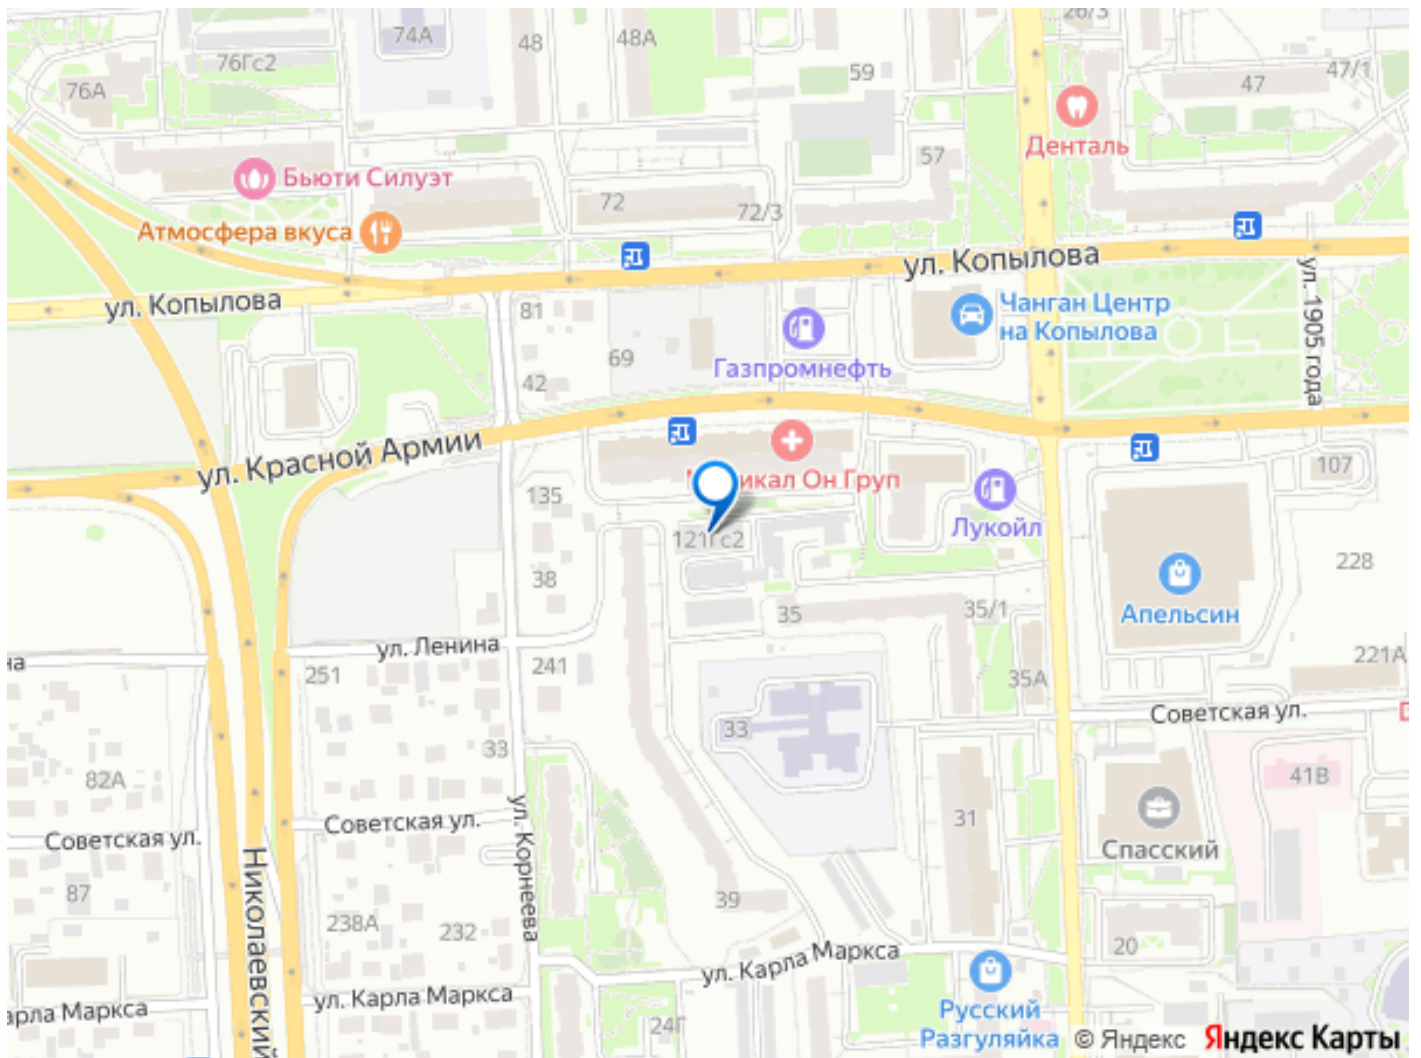 26/3
74А
48
48А
76Гс2
47/1
59
47
76А
Денталь
57
Бьюти Силуэт
72
72/3
Атмосфера вкуса
ул. Копылова
ул. Копылова
Чанган Центр
на Копылова
81
ул. 1905 года
69
Газпромнефть
42
ул. Красной Армии
107
икал Он Груп
135
Лукойл
121Гс2
228
38
35
35/1
Апельсин
ул. Ленина
на
241
221А
251
35А
Советская ул.
33
33
82А
41В
31
Советская ул.
Советская ул.
ул. Корнеева
Спасский
87
39
238А
232
Николаевский
20
ул. Карла Маркса
ул. Карла Маркса
арла Маркса
24Г
Русский
Разгуляйка
© Яндекс Яндекс Карты